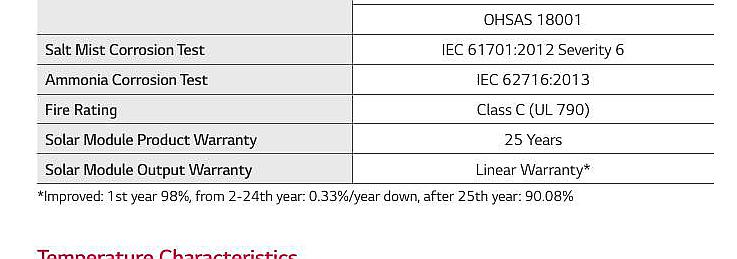 OHSAS 18001
Salt Mist Corrosion Test IEC 61701:2012 Severity 6
Ammonia Corrosion Test IEC 62716:2013
Fire Rating Class C (UL 790)
Solar Module Product Warranty 25 Years
Solar Module Output Warranty Linear Warranty*
*Improved: 1st year 98%, from 2-24th year: 0.33%/year down, after 25th year: 90.08%
Temperature Characteristics